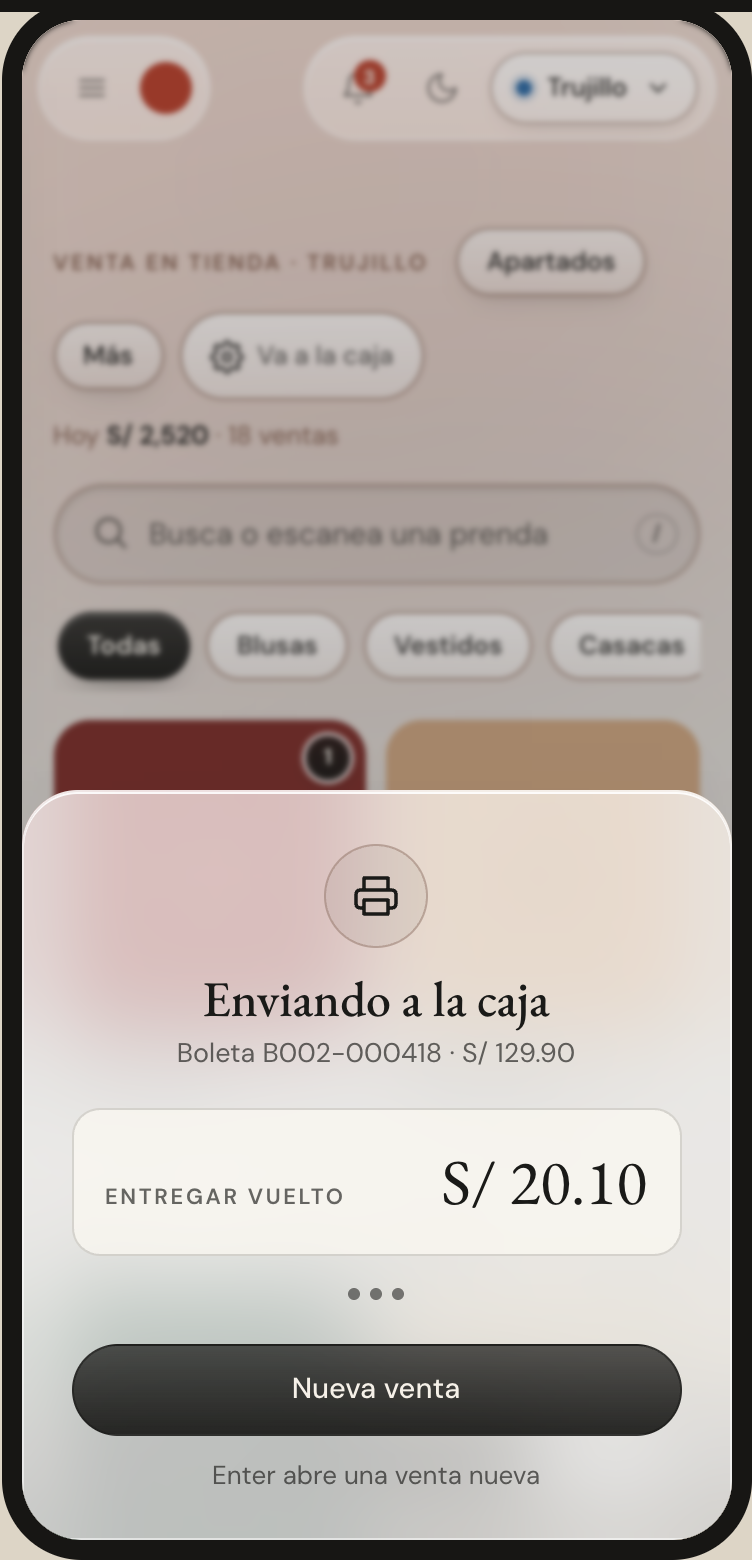 3
Trujillo
VENTA EN TIENDA · TRUJILLO
Apartados
Más
Va a la caja
Hoy S/ 2,520 · 18 ventas
Busca o escanea una prenda
/
Todas
Blusas
Vestidos
Casacas
1
Enviando a la caja
Boleta B002-000418 · S/ 129.90
ENTREGAR VUELTO
S/ 20.10
Nueva venta
Enter abre una venta nueva